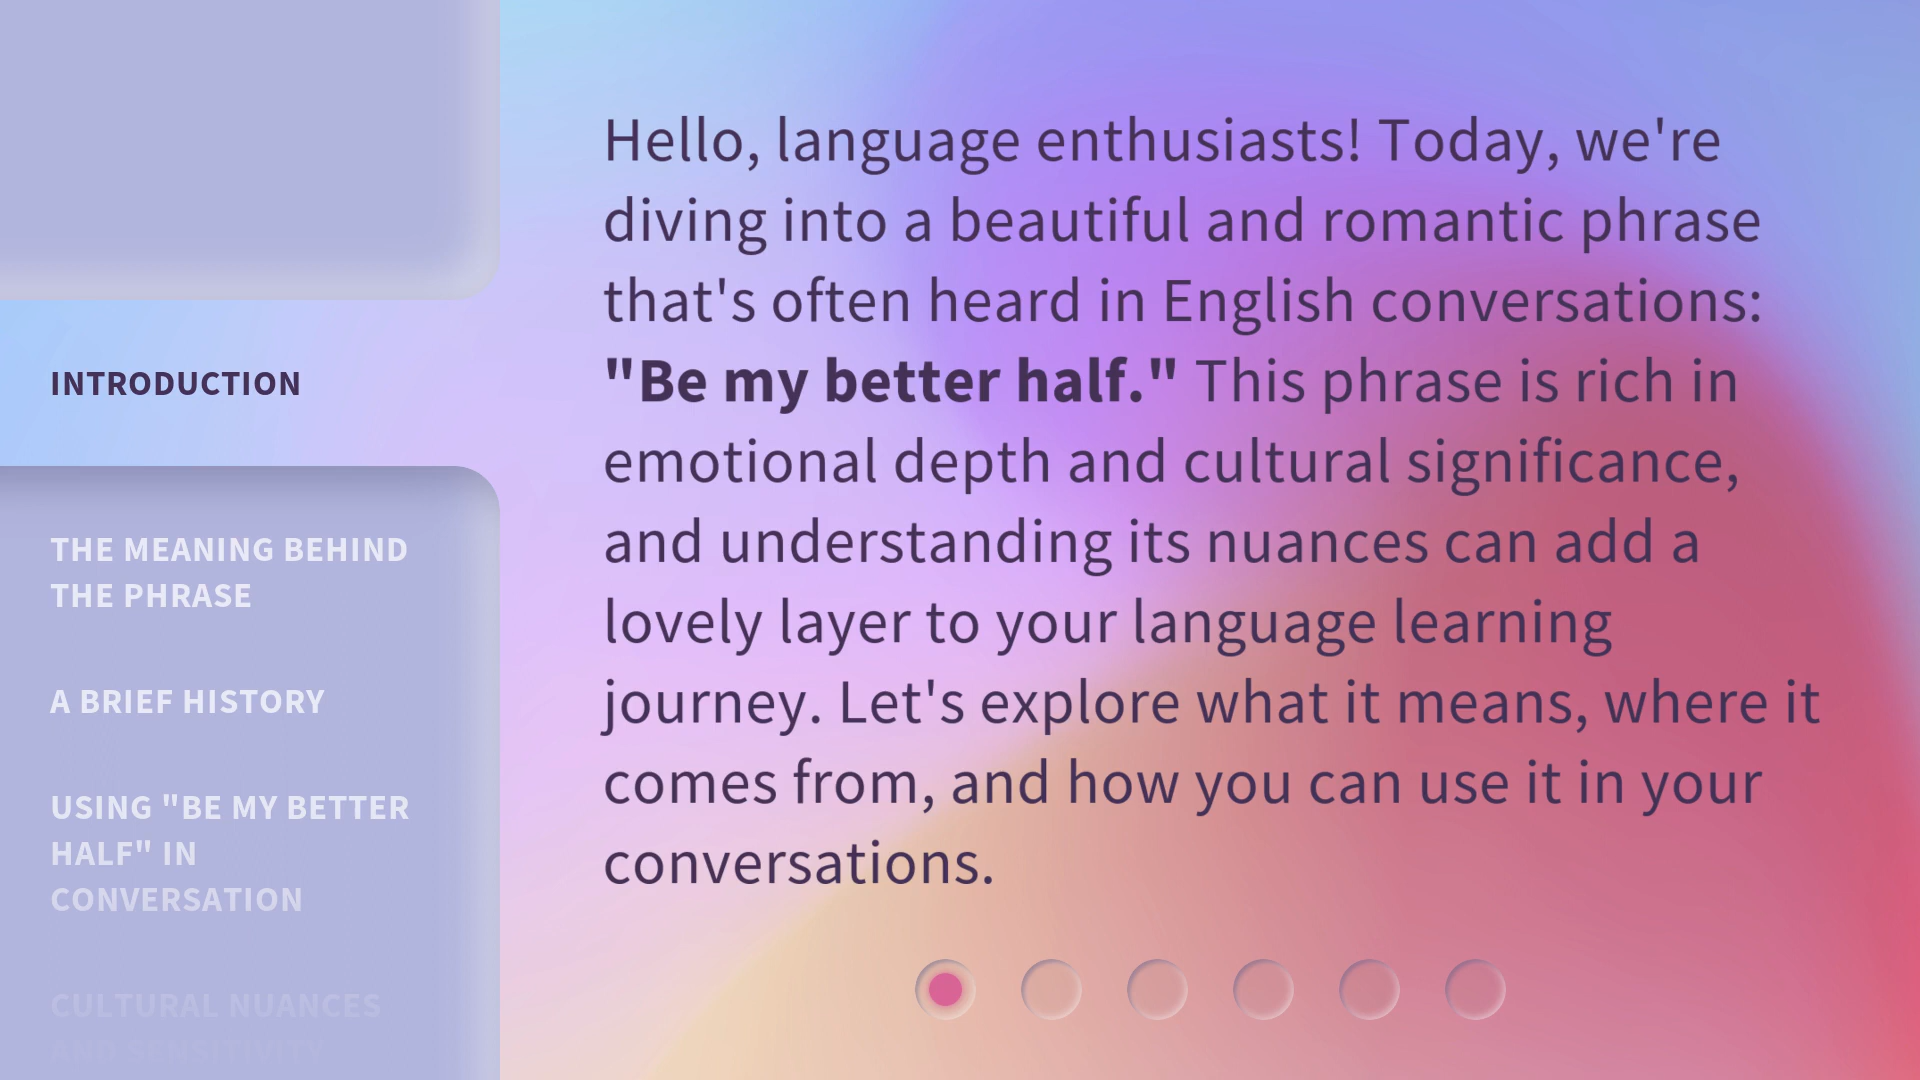 INTRODUCTION
THE MEANING BEHIND
THE PHRASE
A BRIEF HISTORY
USING "BE MY BETTER
HALF" IN
CONVERSATION
CULTURAL NUANCES
AND SENSITIVITY
Hello, language enthusiasts! Today, we're
diving into a beautiful and romantic phrase
that's often heard in English conversations:
"Be my better half." This phrase is rich in
emotional depth and cultural significance,
and understanding its nuances can add a
lovely layer to your language learning
journey. Let's explore what it means, where it
comes from, and how you can use it in your
conversations.